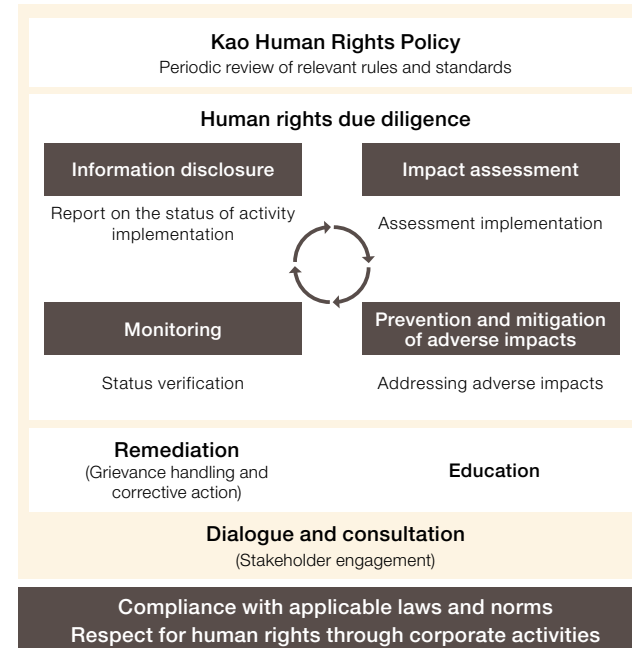 Kao Human Rights Policy
Periodic review of relevant rules and standards
Human rights due diligence
Information disclosure
Report on the status of activity
implementation
Impact assessment
Assessment implementation
Monitoring
Status verification
Prevention and mitigation
of adverse impacts
Addressing adverse impacts
Remediation
(Grievance handling and
corrective action)
Education
Dialogue and consultation
(Stakeholder engagement)
Compliance with applicable laws and norms
Respect for human rights through corporate activities